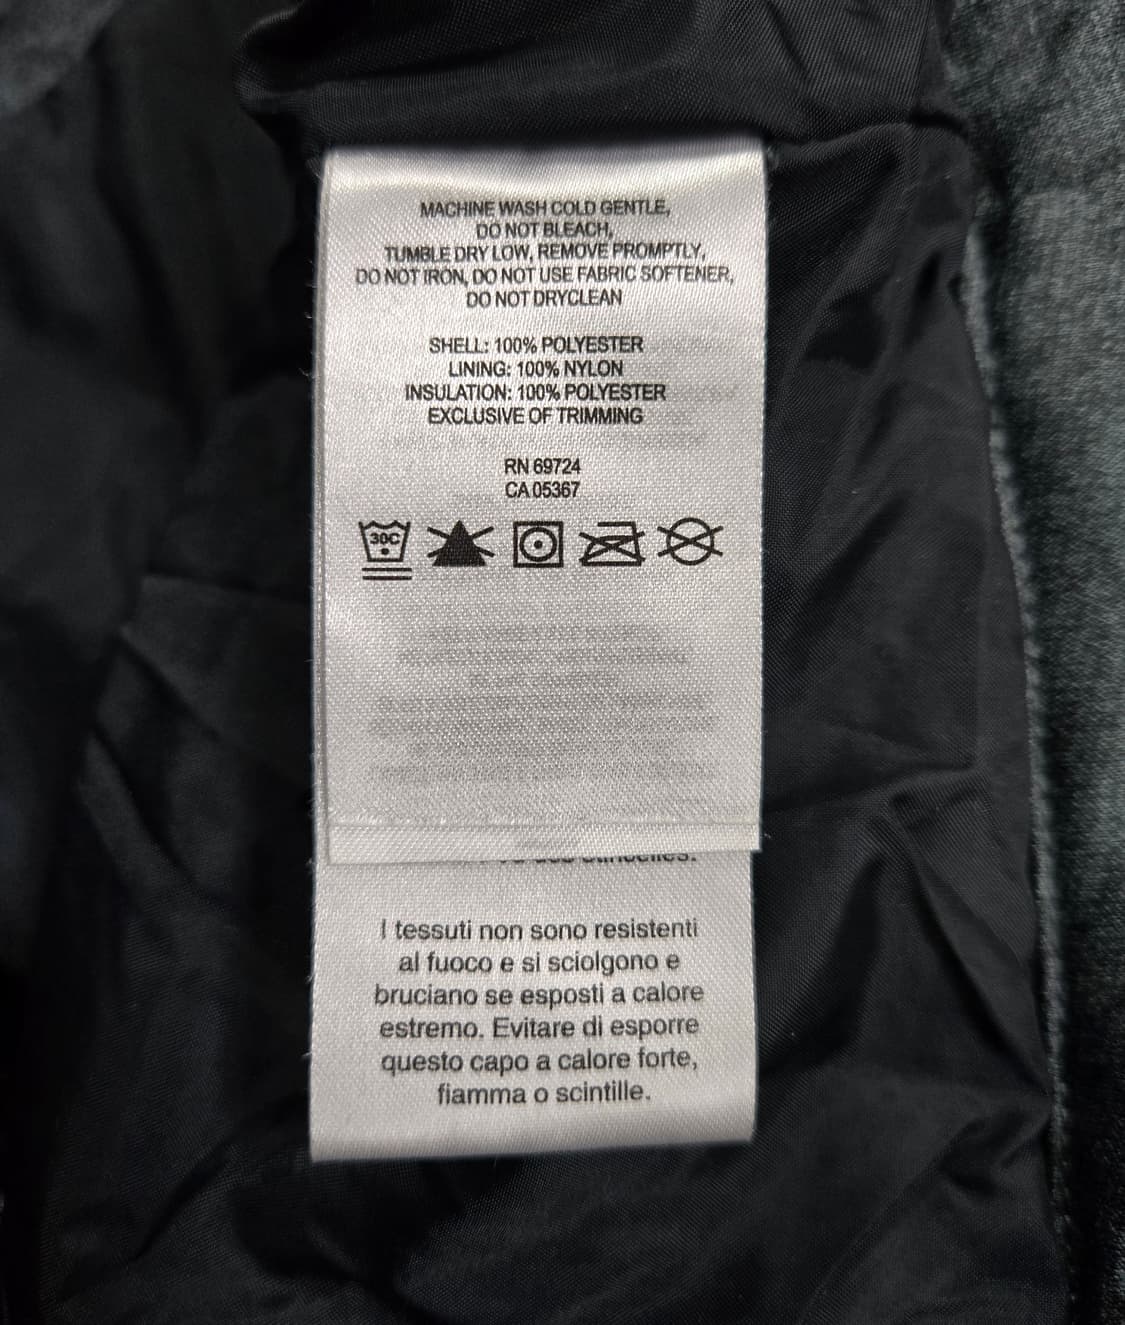 MACHINE WASH COLD GENTLE,
DO NOT BLEACH,
TUMBLE DRY LOW, REMOVE PROMPTLY,
DO NOT IRON, DO NOT USE FABRIC SOFTENER,
DO NOT DRYCLEAN
SHELL: 100% POLYESTER
LINING: 100% NYLON
INSULATION: 100% POLYESTER
EXCLUSIVE OF TRIMMING
RN 69724
CA 05367
30C
I tessuti non sono resistenti
al fuoco e si sciolgono e
bruciano se esposti a calore
estremo. Evitare di esporre
questo capo a calore forte,
fiamma o scintille.